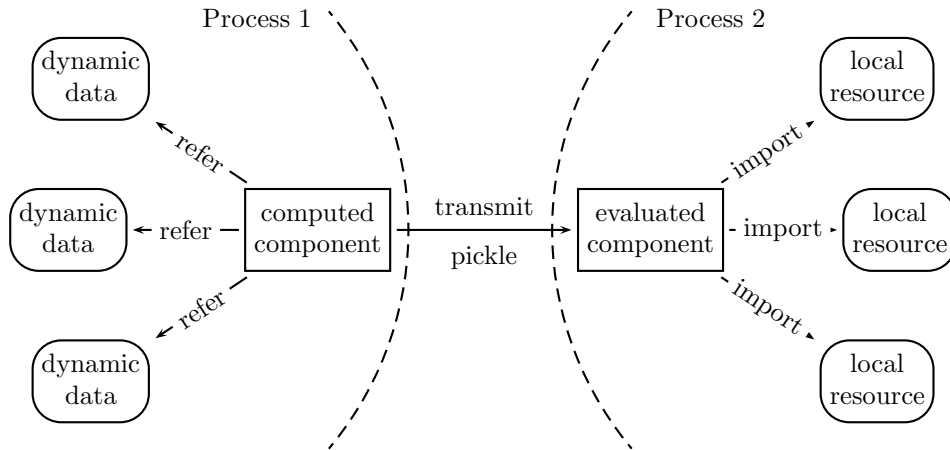 Process 1
Process 2
dynamic
data
refer
dynamic
data
refer
dynamic
data
refer
computed
component
transmit
pickle
evaluated
component
import
local
resource
import
local
resource
import
local
resource